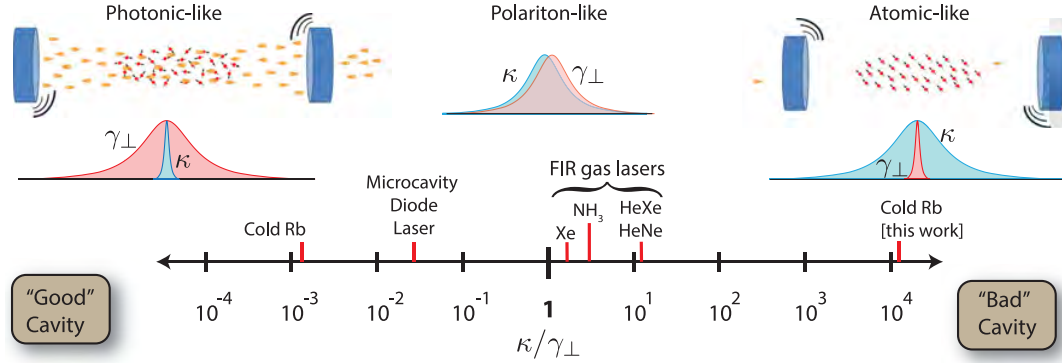 Photonic-like
Polariton-like
Atomic-like
κ
γ⊥
γ⊥
κ
κ
γ⊥
FIR gas lasers
Microcavity
Diode
Laser
Cold Rb
Xe
NH₃
HeXe
HeNe
Cold Rb
[this work]
10⁻⁴
10⁻³
10⁻²
10⁻¹
1
10¹
10²
10³
10⁴
κ/γ⊥
“Good”
Cavity
“Bad”
Cavity